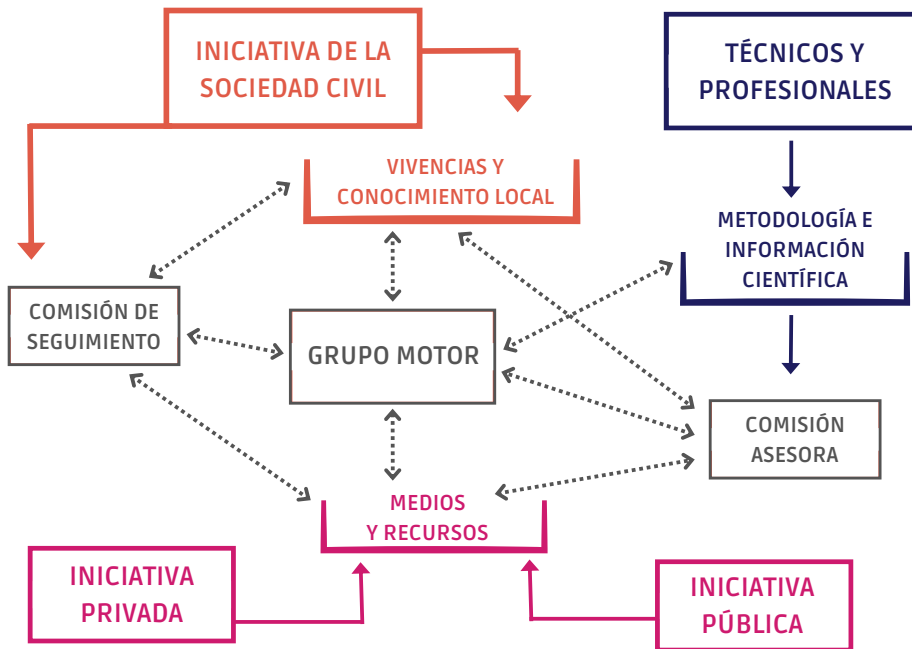 INICIATIVA DE LA
SOCIEDAD CIVIL
TÉCNICOS Y
PROFESIONALES
VIVENCIAS Y
CONOCIMIENTO LOCAL
METODOLOGÍA E
INFORMACIÓN
CIENTÍFICA
COMISIÓN DE
SEGUIMIENTO
GRUPO MOTOR
COMISIÓN
ASESORA
MEDIOS
Y RECURSOS
INICIATIVA
PRIVADA
INICIATIVA
PÚBLICA